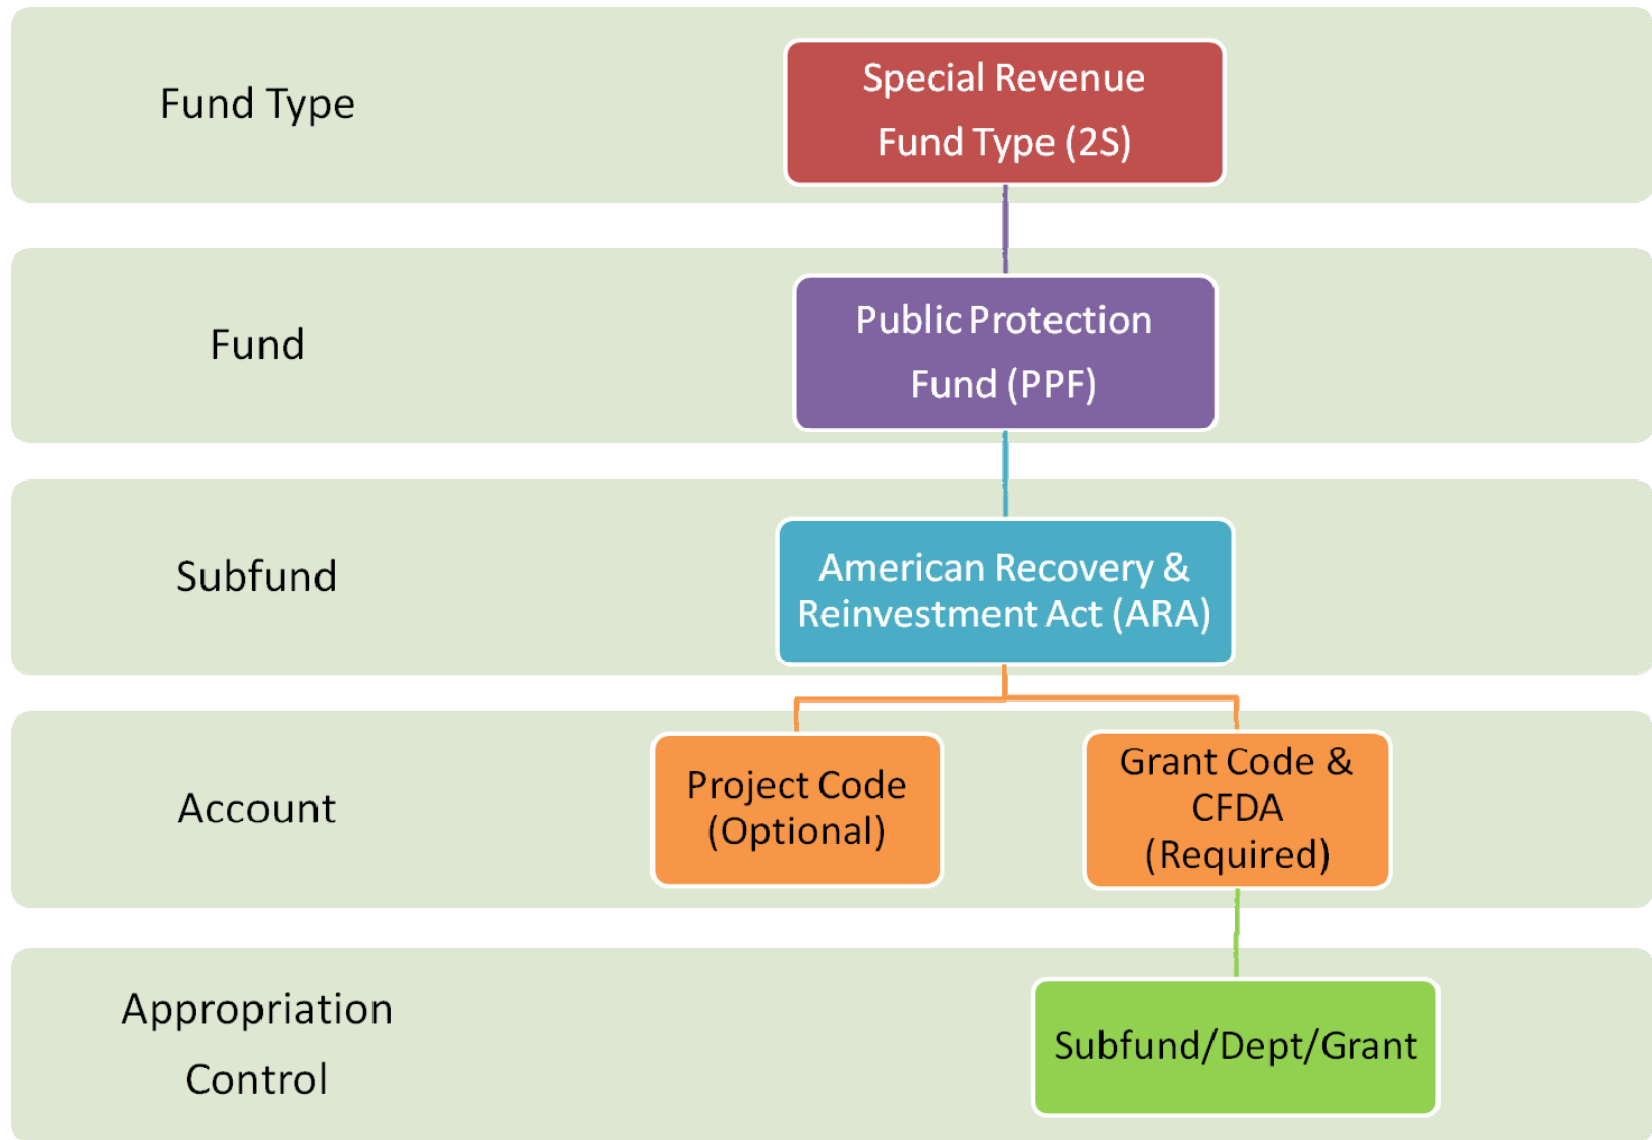 Fund Type
Special Revenue
Fund Type (2S)
Fund
Public Protection
Fund (PPF)
Subfund
American Recovery &
Reinvestment Act (ARA)
Account
Project Code
(Optional)
Grant Code &
CFDA
(Required)
Appropriation
Control
Subfund/Dept/Grant